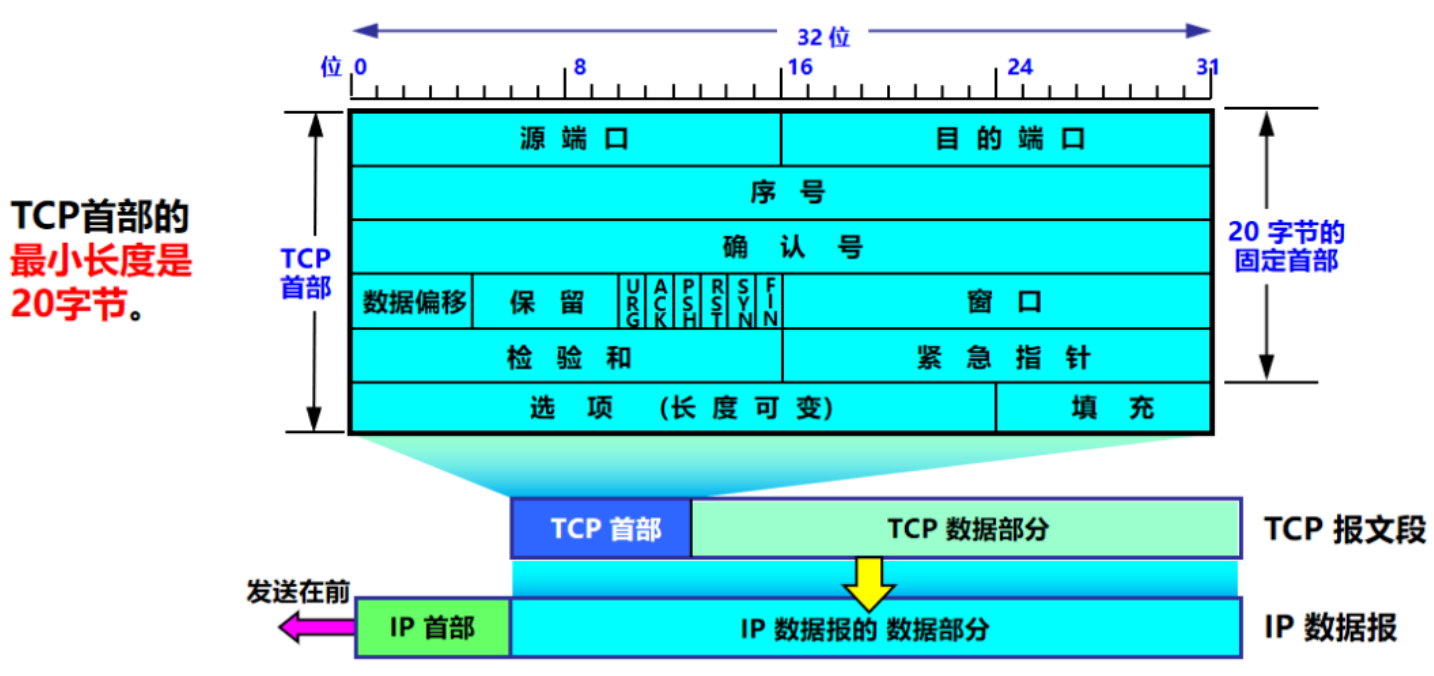 32 位
位 0 8 16 24 31
源 端 口 目 的 端 口
序 号
TCP首部的
最小长度是
20字节。
TCP
首部
确 认 号
20 字节的
固定首部
数据偏移 保 留 URG ACK PSH RST SYN FIN 窗 口
检 验 和 紧 急 指 针
选 项 (长 度 可 变) 填 充
TCP 首部 TCP 数据部分 TCP 报文段
发送在前
IP 首部 IP 数据报的 数据部分 IP 数据报